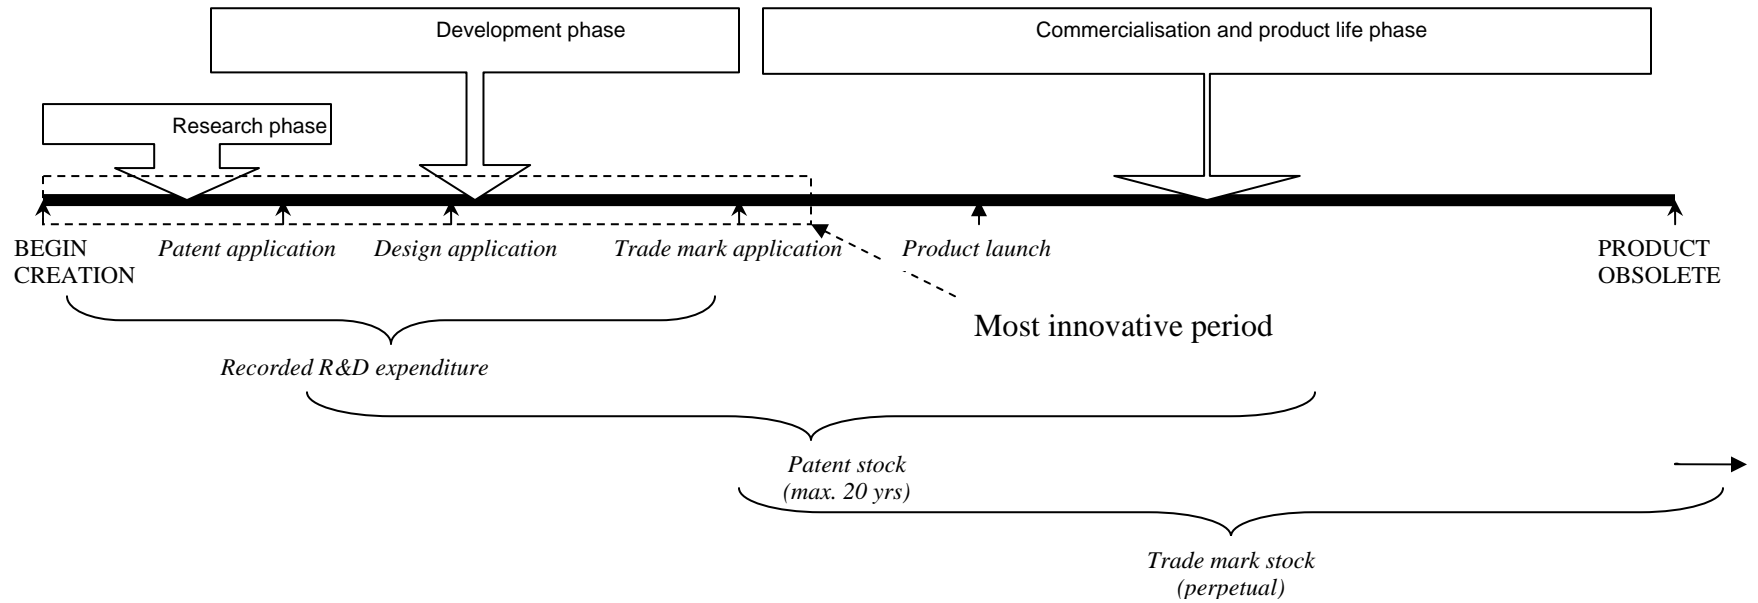 Development phase
Commercialisation and product life phase
Research phase
BEGIN
CREATION
Patent application
Design application
Trade mark application
Product launch
PRODUCT
OBSOLETE
Most innovative period
Recorded R&D expenditure
Patent stock
(max. 20 yrs)
Trade mark stock
(perpetual)